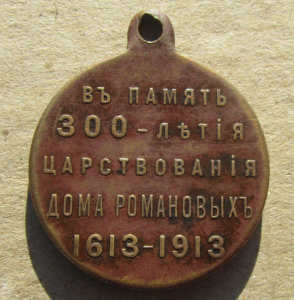 ВЪ ПАМЯТЬ
300-ЛѢТІЯ
ЦАРСТВОВАНІЯ
ДОМА РОМАНОВЫХЪ
1613-1913